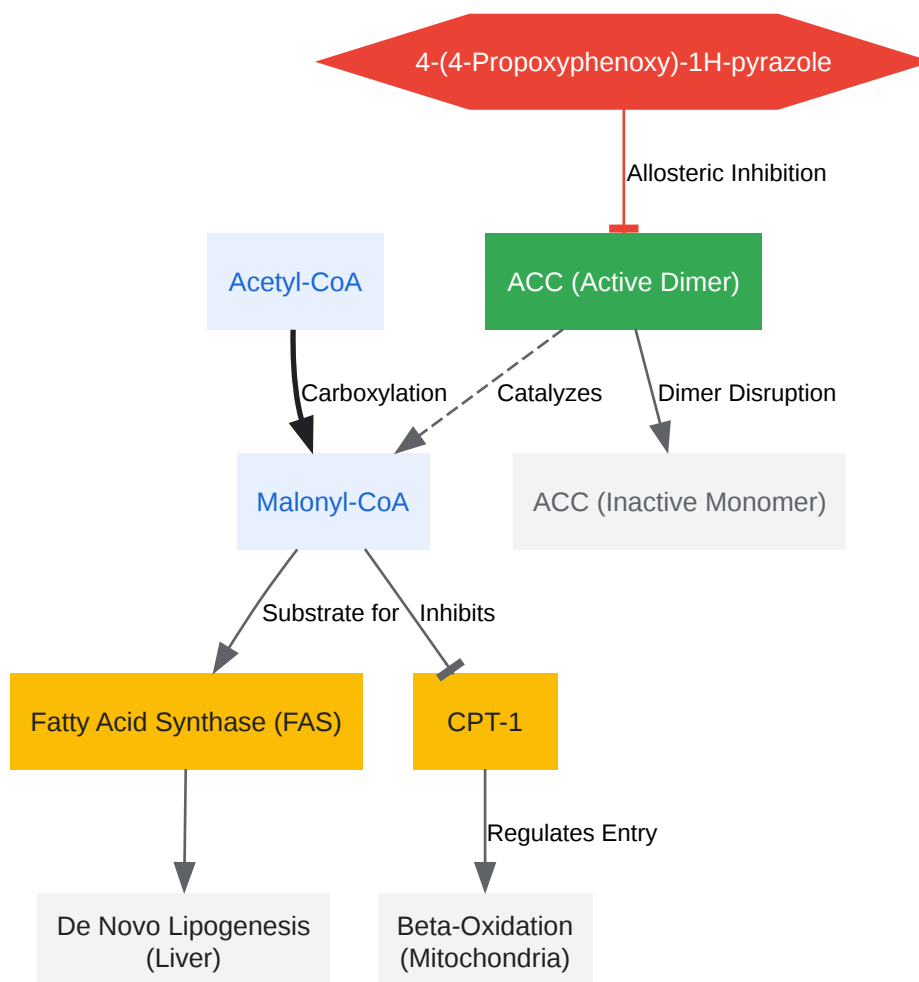 4-(4-Propoxyphenoxy)-1H-pyrazole
Allosteric Inhibition
Acetyl-CoA
ACC (Active Dimer)
Carboxylation
Catalyzes
Dimer Disruption
Malonyl-CoA
ACC (Inactive Monomer)
Substrate for
Inhibits
Fatty Acid Synthase (FAS)
CPT-1
Regulates Entry
De Novo Lipogenesis
(Liver)
Beta-Oxidation
(Mitochondria)